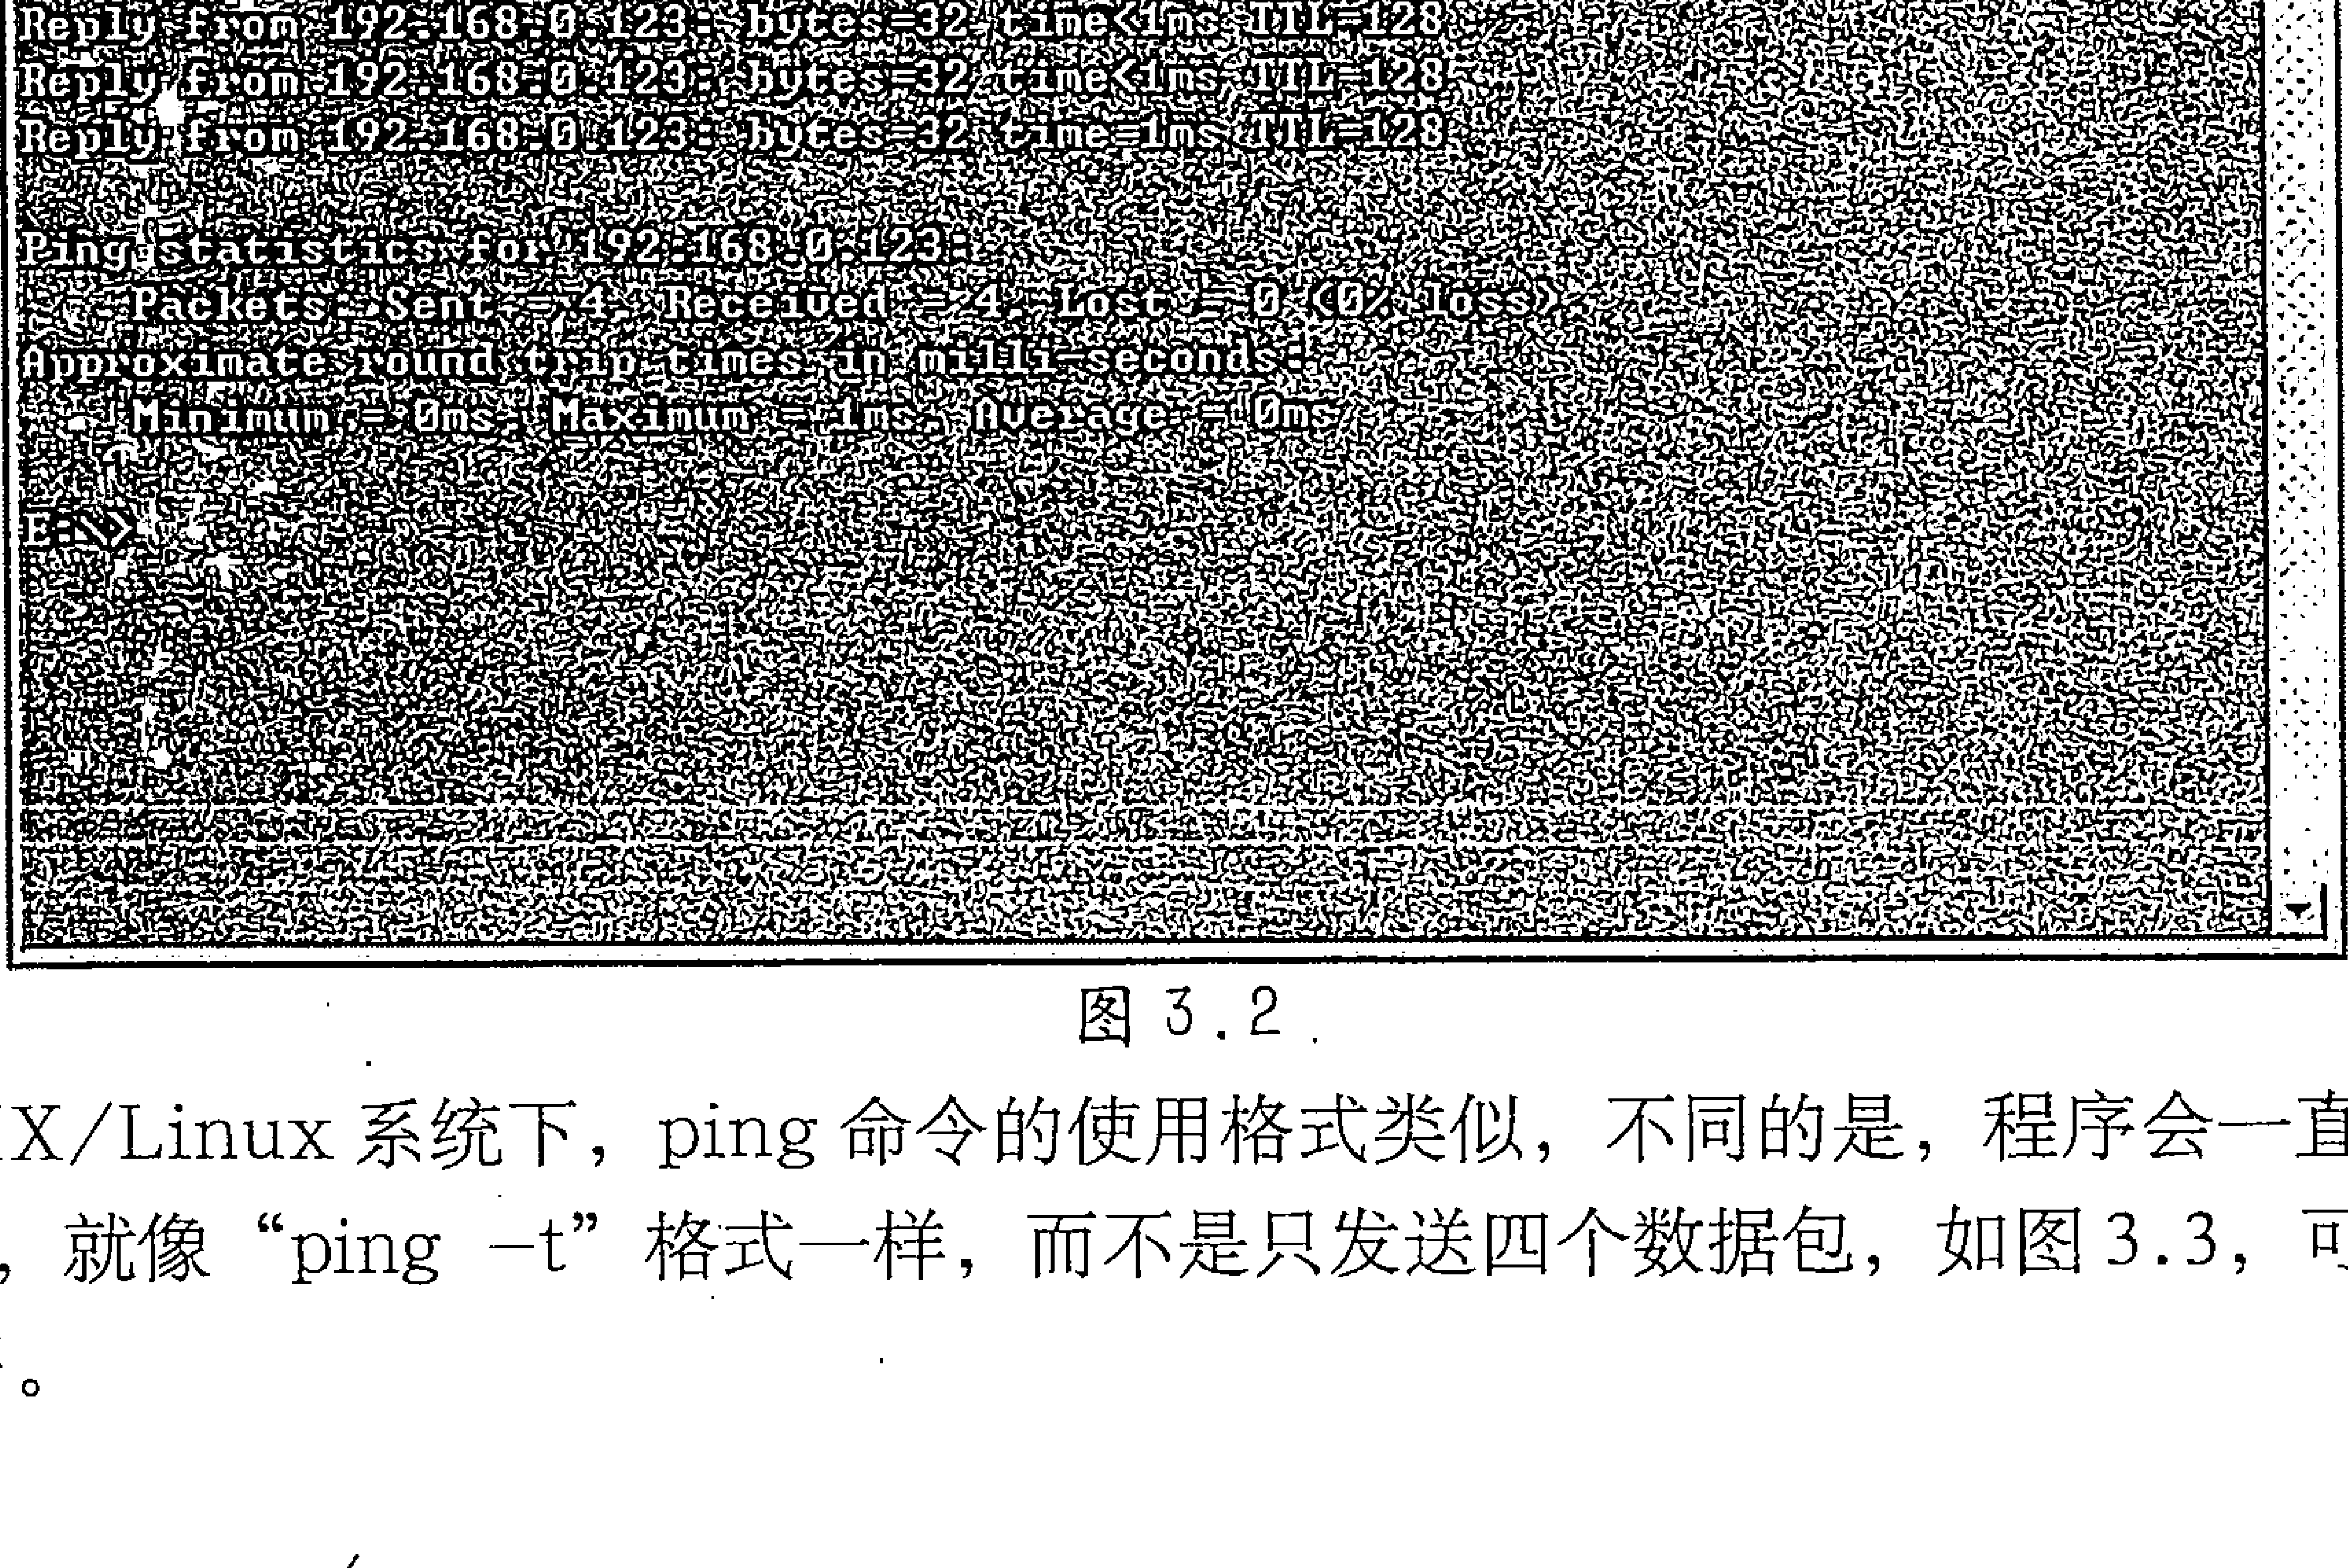 Reply from 192.168.0.123: bytes=32 time<1ms TTL=128
Reply from 192.168.0.123: bytes=32 time<1ms TTL=128
Reply from 192.168.0.123: bytes=32 time=1ms TTL=128
Ping statistics for 192.168.0.123:
Packets: Sent = 4, Received = 4, Lost = 0 (0% loss)
Approximate round trip times in milli-seconds:
Minimum = 0ms, Maximum = 1ms, Average = 0ms
E:\>
图 3.2
IX/Linux 系统下，ping 命令的使用格式类似，不同的是，程序会一直
，就像“ping -t”格式一样，而不是只发送四个数据包，如图 3.3，可
。